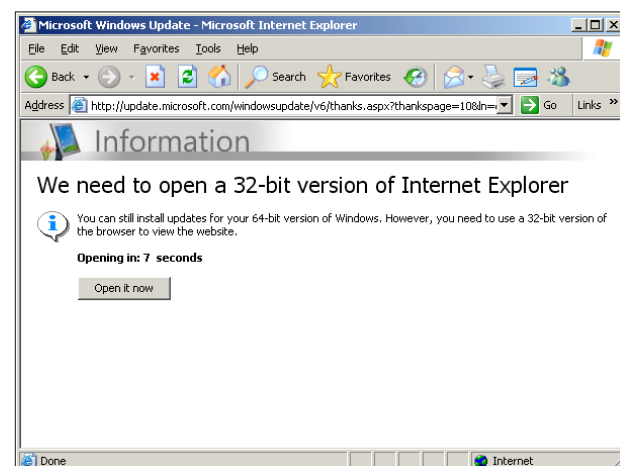 Microsoft Windows Update - Microsoft Internet Explorer
File Edit View Favorites Tools Help
Back Search Favorites
Address http://update.microsoft.com/windowsupdate/v6/thanks.aspx?thankspage=10&ln= Go Links »
Information
We need to open a 32-bit version of Internet Explorer
You can still install updates for your 64-bit version of Windows. However, you need to use a 32-bit version of
the browser to view the website.
Opening in: 7 seconds
Open it now
Done Internet